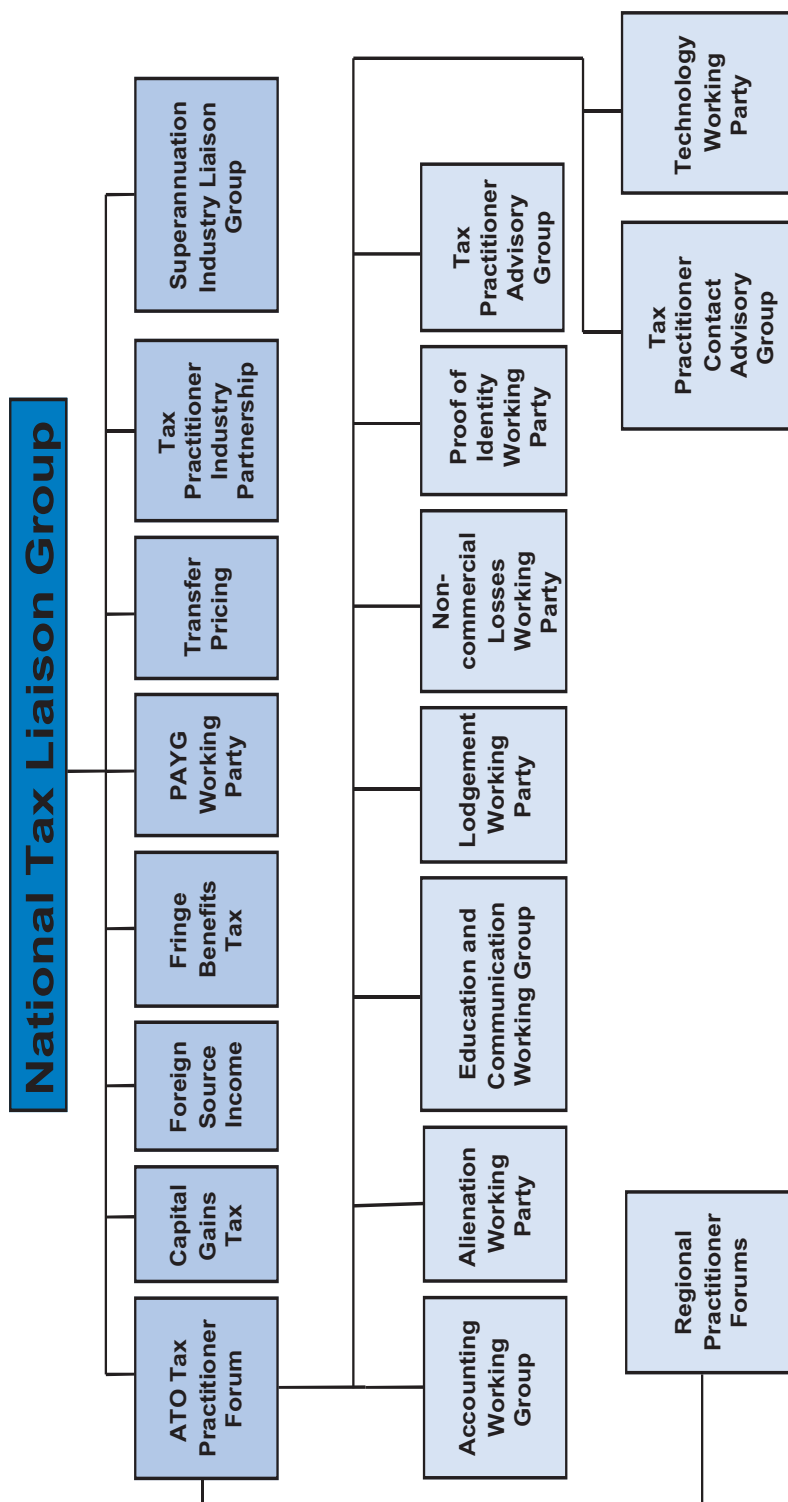 National Tax Liaison Group
ATO Tax
Practitioner
Forum
Capital
Gains
Tax
Foreign
Source
Income
Fringe
Benefits
Tax
PAYG
Working
Party
Transfer
Pricing
Tax
Practitioner
Industry
Partnership
Superannuation
Industry Liaison
Group
Accounting
Working
Group
Alienation
Working
Party
Education and
Communication
Working Group
Lodgement
Working
Party
Non-
commercial
Losses
Working
Party
Proof of
Identity
Working
Party
Tax
Practitioner
Advisory
Group
Regional
Practitioner
Forums
Tax
Practitioner
Contact
Advisory
Group
Technology
Working
Party